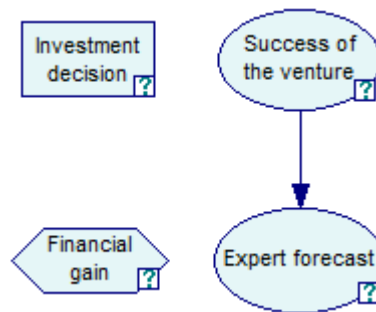 Investment
decision
?
Success of
the venture
?
Financial
gain
?
Expert forecast
?